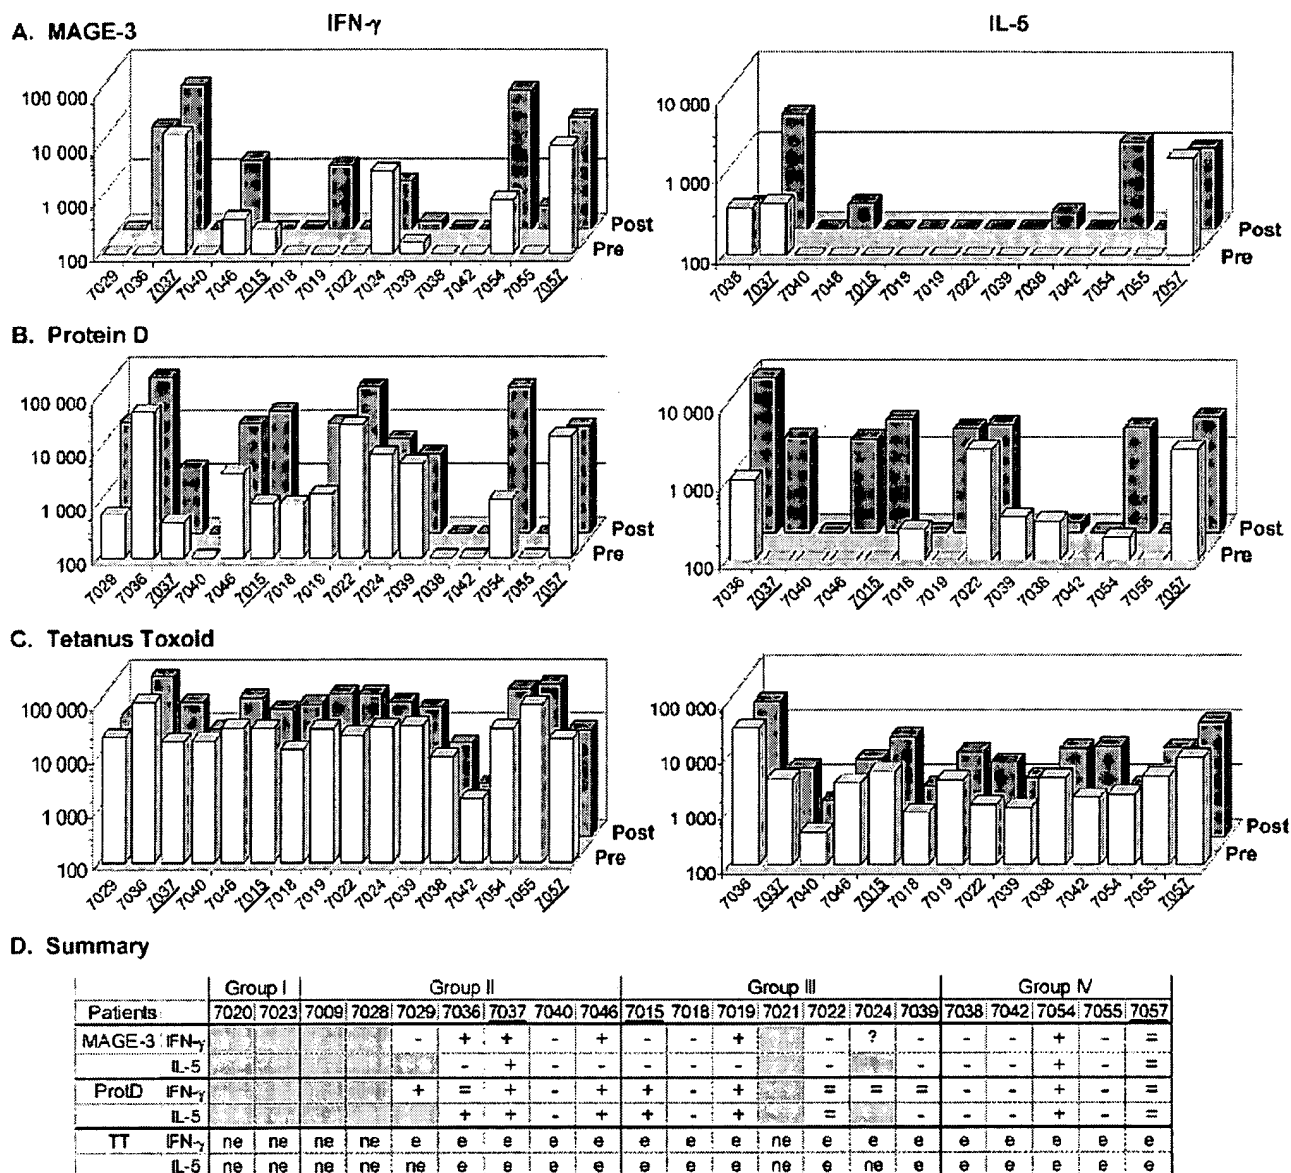 A. MAGE-3
IFN-γ
IL-5
100 000
10 000
1 000
100
Post
Pre
7029 7036 7037 7040 7046 7015 7018 7019 7022 7024 7039 7038 7042 7054 7055 7057
10 000
1 000
100
Post
Pre
7036 7037 7040 7046 7015 7018 7019 7022 7039 7038 7042 7054 7055 7057
B. Protein D
100 000
10 000
1 000
100
Post
Pre
7029 7036 7037 7040 7046 7015 7018 7019 7022 7024 7039 7038 7042 7054 7055 7057
10 000
1 000
100
Post
Pre
7036 7037 7040 7046 7015 7018 7019 7022 7039 7038 7042 7054 7055 7057
C. Tetanus Toxoid
100 000
10 000
1 000
100
Post
Pre
7029 7036 7037 7040 7046 7015 7018 7019 7022 7024 7039 7038 7042 7054 7055 7057
100 000
10 000
1 000
100
Post
Pre
7036 7037 7040 7046 7015 7018 7019 7022 7039 7038 7042 7054 7055 7057
D. Summary
Group I Group II Group III Group IV
Patients 7020 7023 7009 7028 7029 7036 7037 7040 7046 7015 7018 7019 7021 7022 7024 7039 7038 7042 7054 7055 7057
MAGE-3 IFN-γ - + + - + - - + - ? - - - + - =
IL-5 - + - - - - - - - - - + - =
ProtD IFN-γ + = + - + + - + = = = - - + - =
IL-5 + + - + + - + = - - - + - =
TT IFN-γ ne ne ne ne e e e e e e e e ne e e e e e e e e
IL-5 ne ne ne ne ne e e e e e e e ne e ne e e e e e e